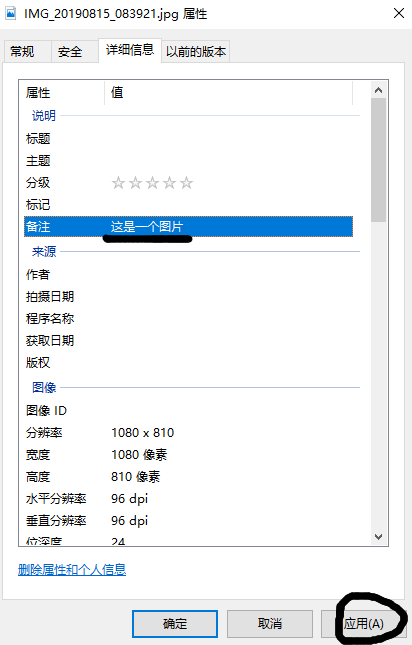 IMG_20190815_083921.jpg 属性
常规 安全 详细信息 以前的版本
属性 值
说明
标题
主题
分级
标记
备注 这是一个图片
来源
作者
拍摄日期
程序名称
获取日期
版权
图像
图像 ID
分辨率 1080 x 810
宽度 1080 像素
高度 810 像素
水平分辨率 96 dpi
垂直分辨率 96 dpi
位深度 24
删除属性和个人信息
确定 取消 应用(A)